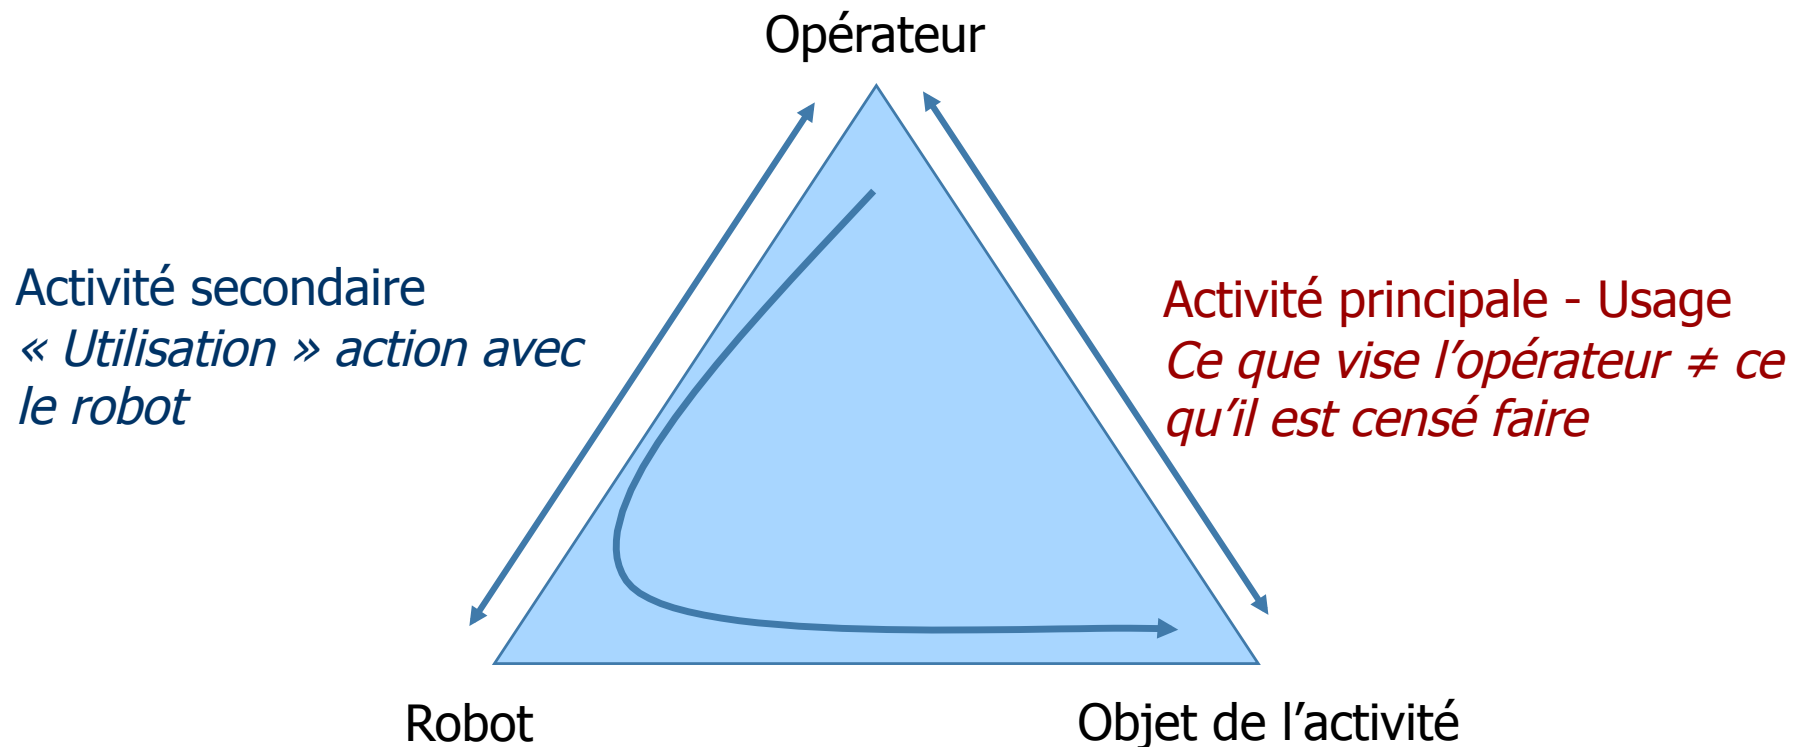 Opérateur
Activité secondaire
« Utilisation » action avec
le robot
Activité principale - Usage
Ce que vise l’opérateur ≠ ce
qu’il est censé faire
Robot
Objet de l’activité